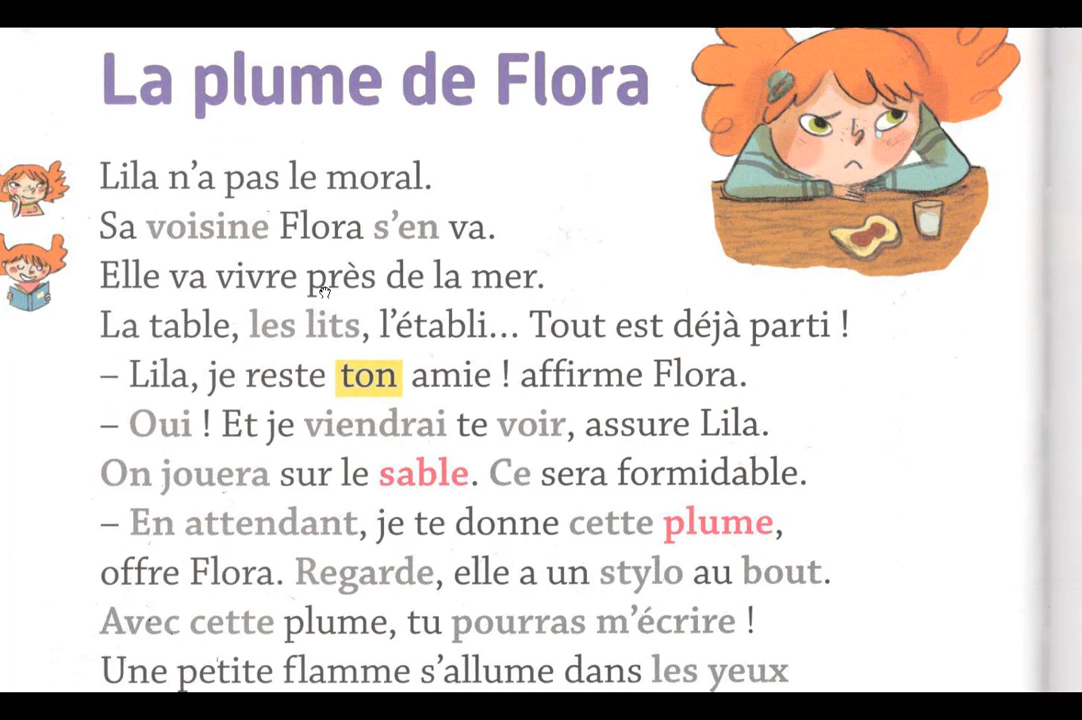 La plume de Flora
Lila n'a pas le moral.
Sa voisine Flora s'en va.
Elle va vivre près de la mer.
La table, les lits, l'établi... Tout est déjà parti !
– Lila, je reste ton amie ! affirme Flora.
– Oui ! Et je viendrai te voir, assure Lila.
On jouera sur le sable. Ce sera formidable.
– En attendant, je te donne cette plume,
offre Flora. Regarde, elle a un stylo au bout.
Avec cette plume, tu pourras m'écrire !
Une petite flamme s'allume dans les yeux